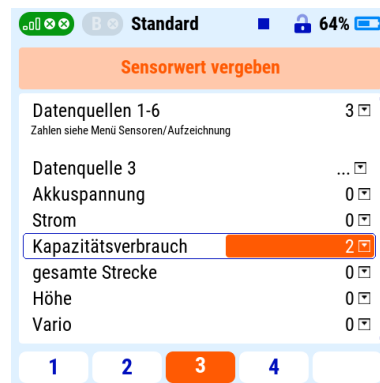 B Standard 64%
Sensorwert vergeben
Datenquellen 1-6 3
Zahlen siehe Menü Sensoren/Aufzeichnung
Datenquelle 3 ...
Akkuspannung 0
Strom 0
Kapazitätsverbrauch 2
gesamte Strecke 0
Höhe 0
Vario 0
1 2 3 4